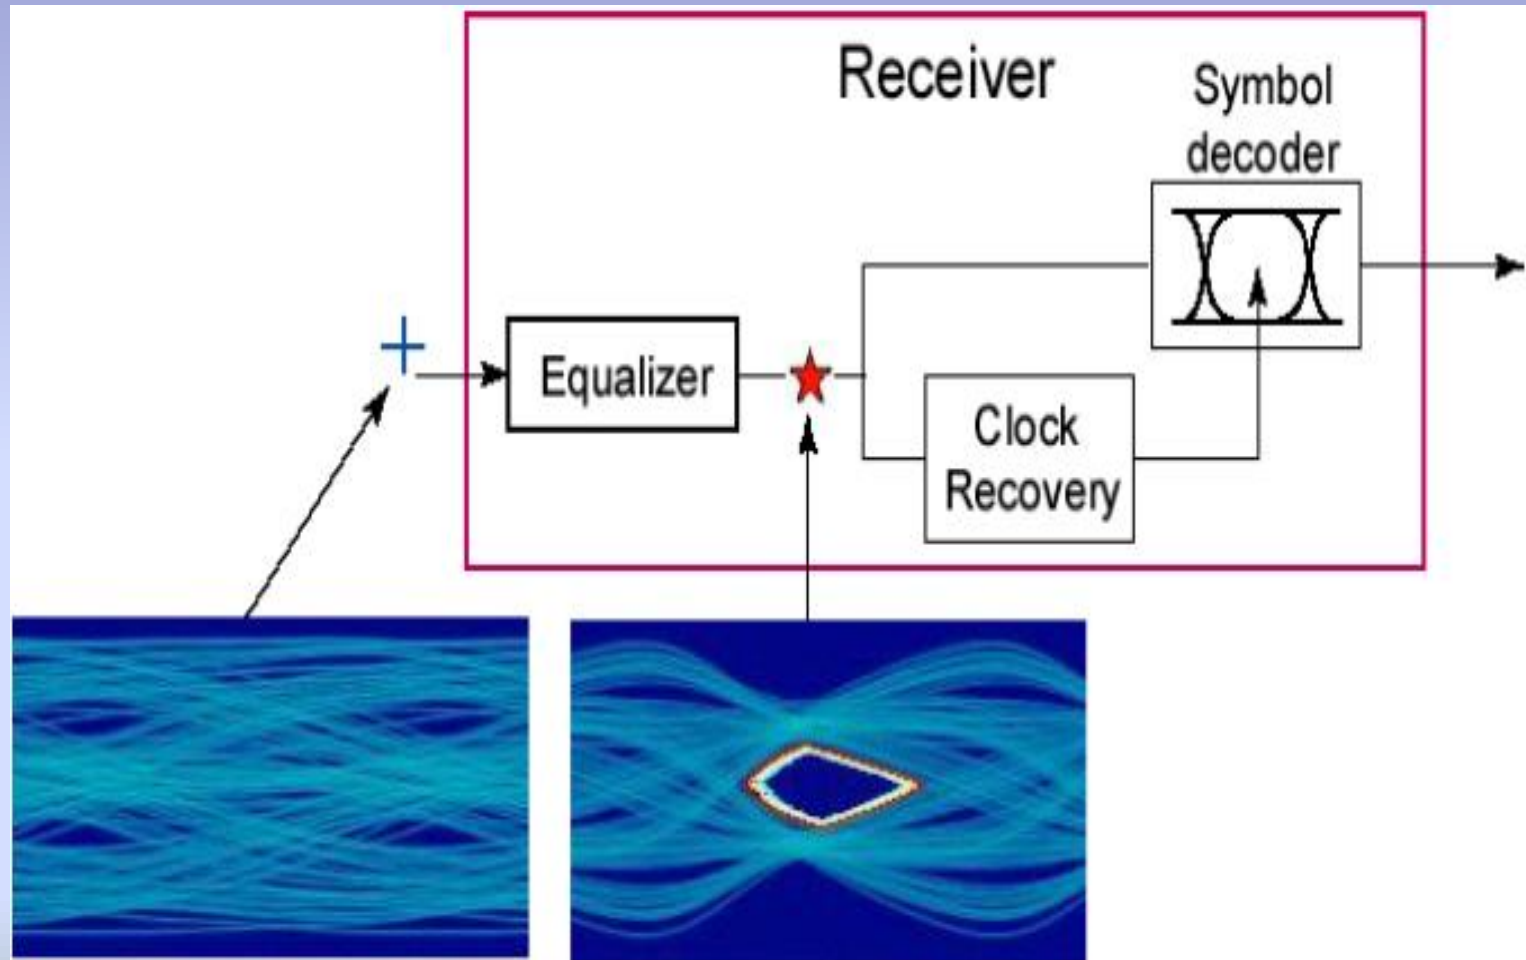 Receiver
Symbol
decoder
Equalizer
Clock
Recovery